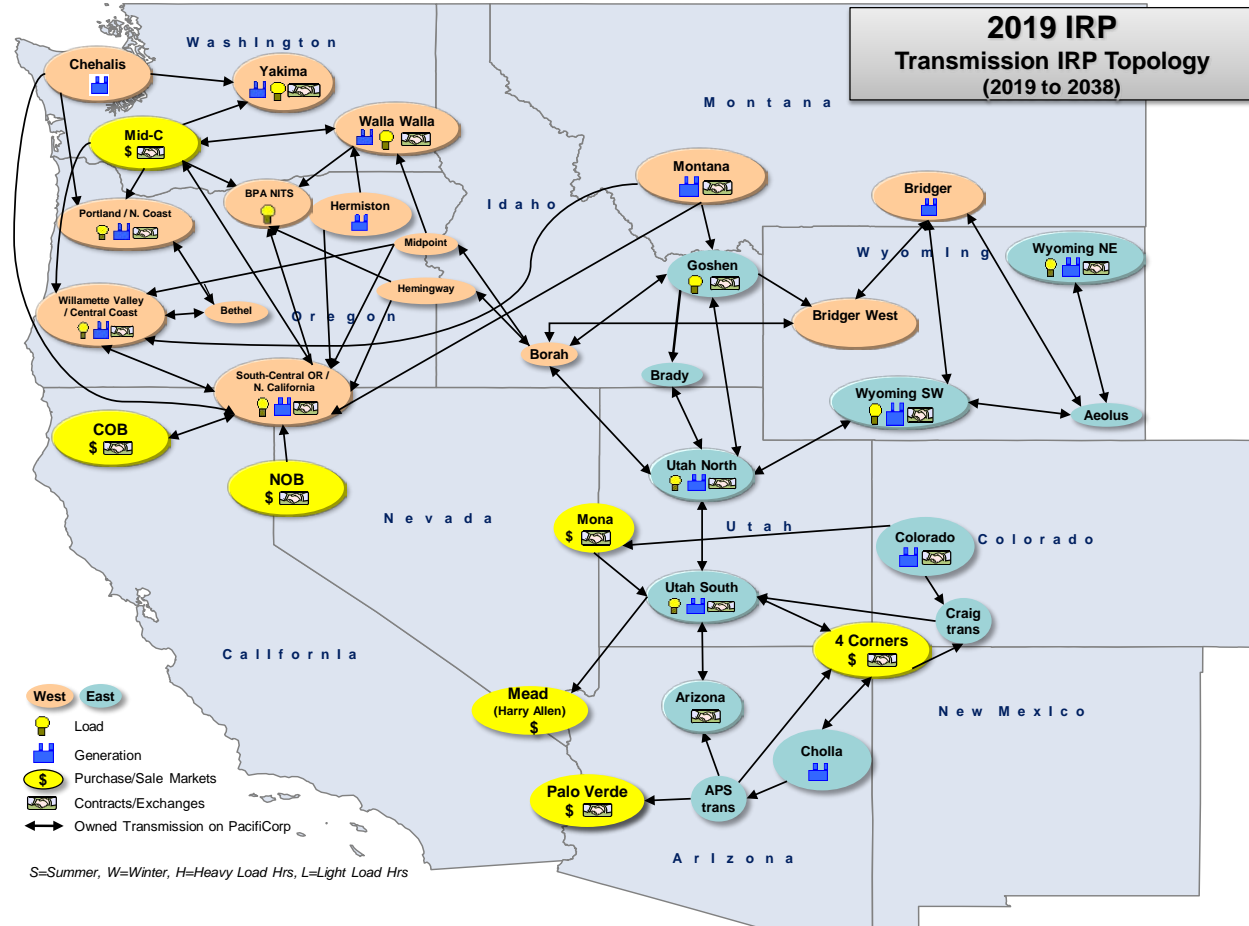 2019 IRP
Transmission IRP Topology
(2019 to 2038)
WashIngton
Chehalis
Yakima
Montana
Mid-C
$
Walla Walla
Montana
Bridger
BPA NITS
Hermiston
Idaho
Portland / N. Coast
Midpoint
WyomIng
Wyoming NE
Goshen
Hemingway
Willamette Valley
/ Central Coast
Bethel
Oregon
Bridger West
Borah
South-Central OR /
N. California
Brady
Wyoming SW
Aeolus
COB
$
NOB
$
Utah North
Nevada
Mona
$
Utah
Colorado
Colorado
Utah South
Craig
trans
4 Corners
$
CalIfornIa
West
East
Load
Generation
$
Purchase/Sale Markets
Contracts/Exchanges
Owned Transmission on PacifiCorp
Mead
(Harry Allen)
$
Arizona
New MexIco
Cholla
Palo Verde
$
APS
trans
ArIzona
S=Summer, W=Winter, H=Heavy Load Hrs, L=Light Load Hrs